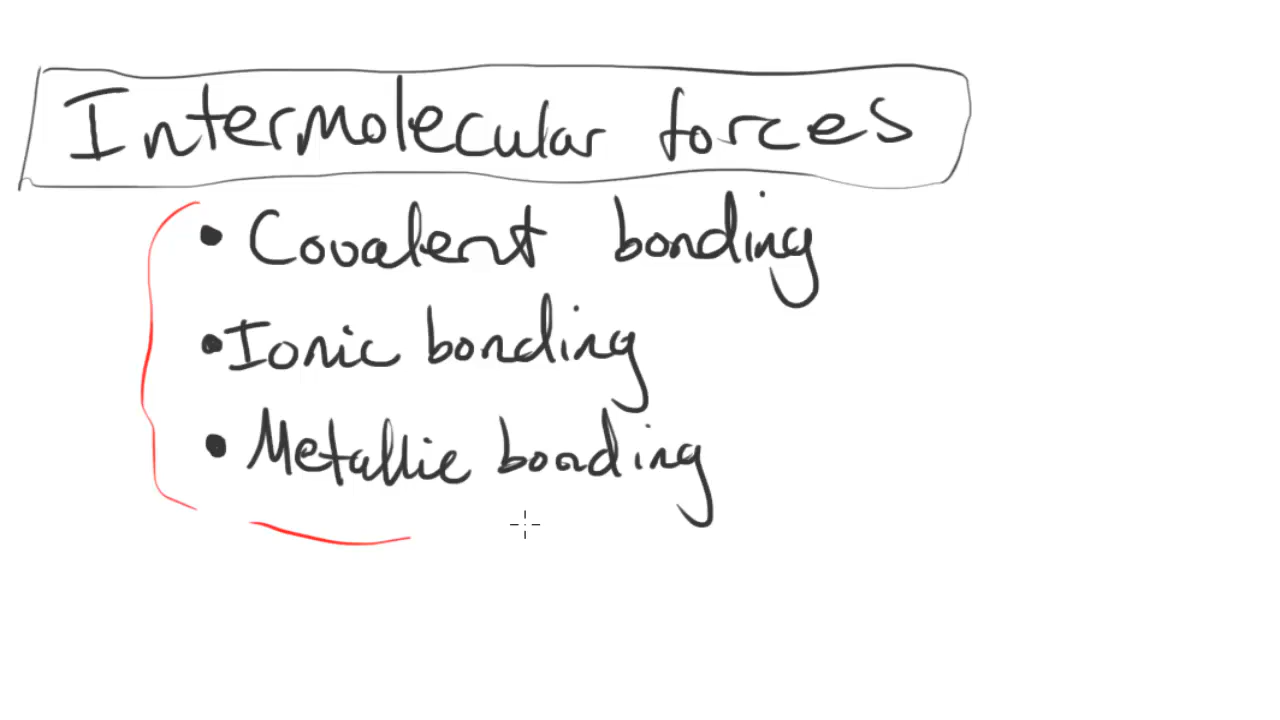 Intermolecular forces
• Covalent bonding
• Ionic bonding
• Metallic bonding